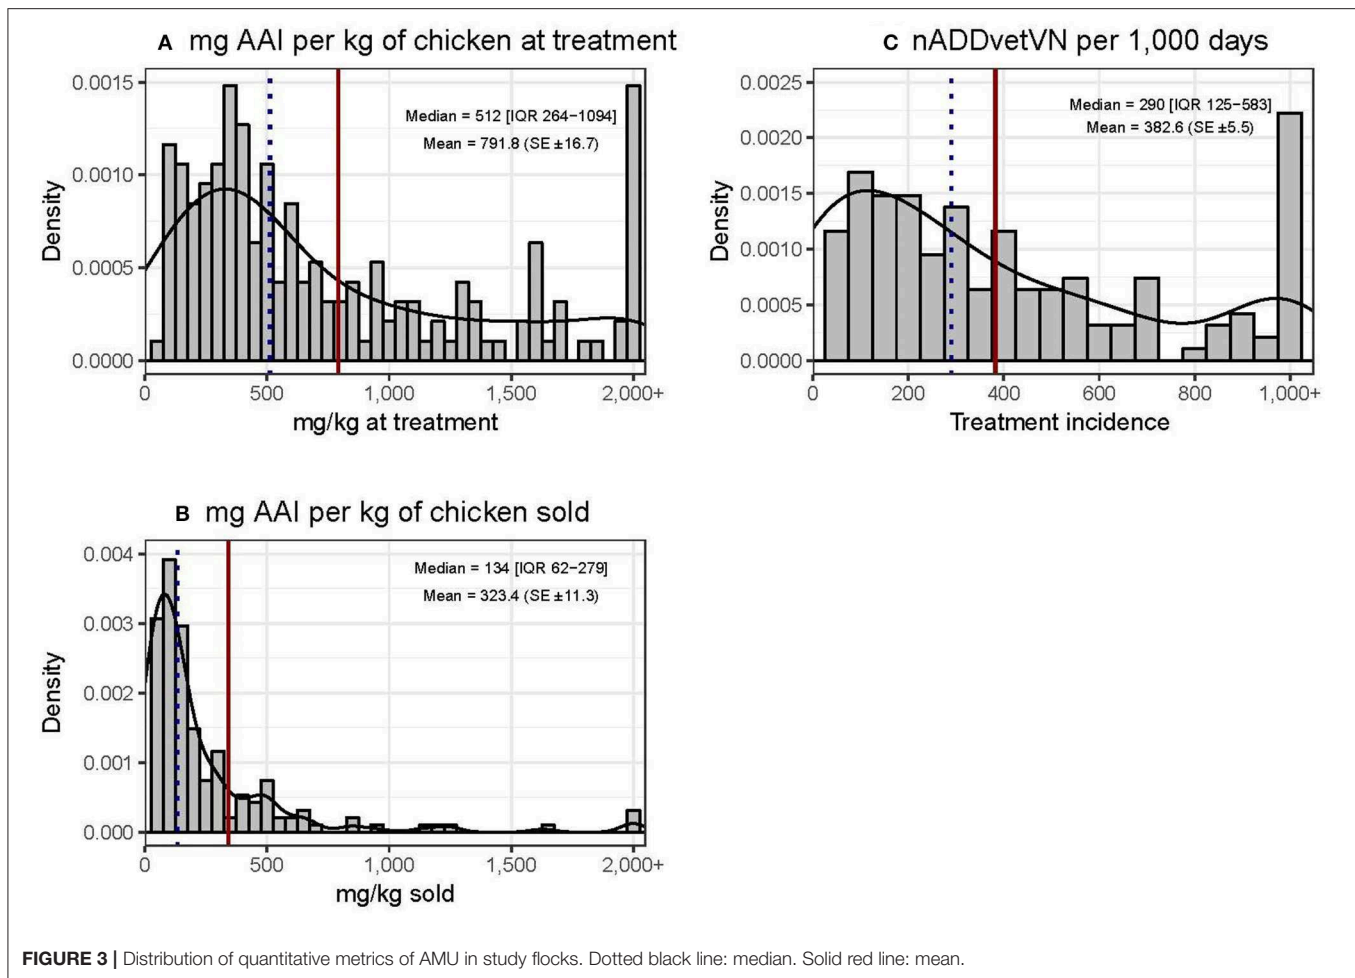 A mg AAI per kg of chicken at treatment
0.0015
0.0010
0.0005
0.0000
Density
Median = 512 [IQR 264−1094]
Mean = 791.8 (SE ±16.7)
0 500 1,000 1,500 2,000+
mg/kg at treatment
C nADDvetVN per 1,000 days
0.0025
0.0020
0.0015
0.0010
0.0005
0.0000
Density
Median = 290 [IQR 125−583]
Mean = 382.6 (SE ±5.5)
0 200 400 600 800 1,000+
Treatment incidence
B mg AAI per kg of chicken sold
0.004
0.003
0.002
0.001
0.000
Density
Median = 134 [IQR 62−279]
Mean = 323.4 (SE ±11.3)
0 500 1,000 1,500 2,000+
mg/kg sold
FIGURE 3 | Distribution of quantitative metrics of AMU in study flocks. Dotted black line: median. Solid red line: mean.